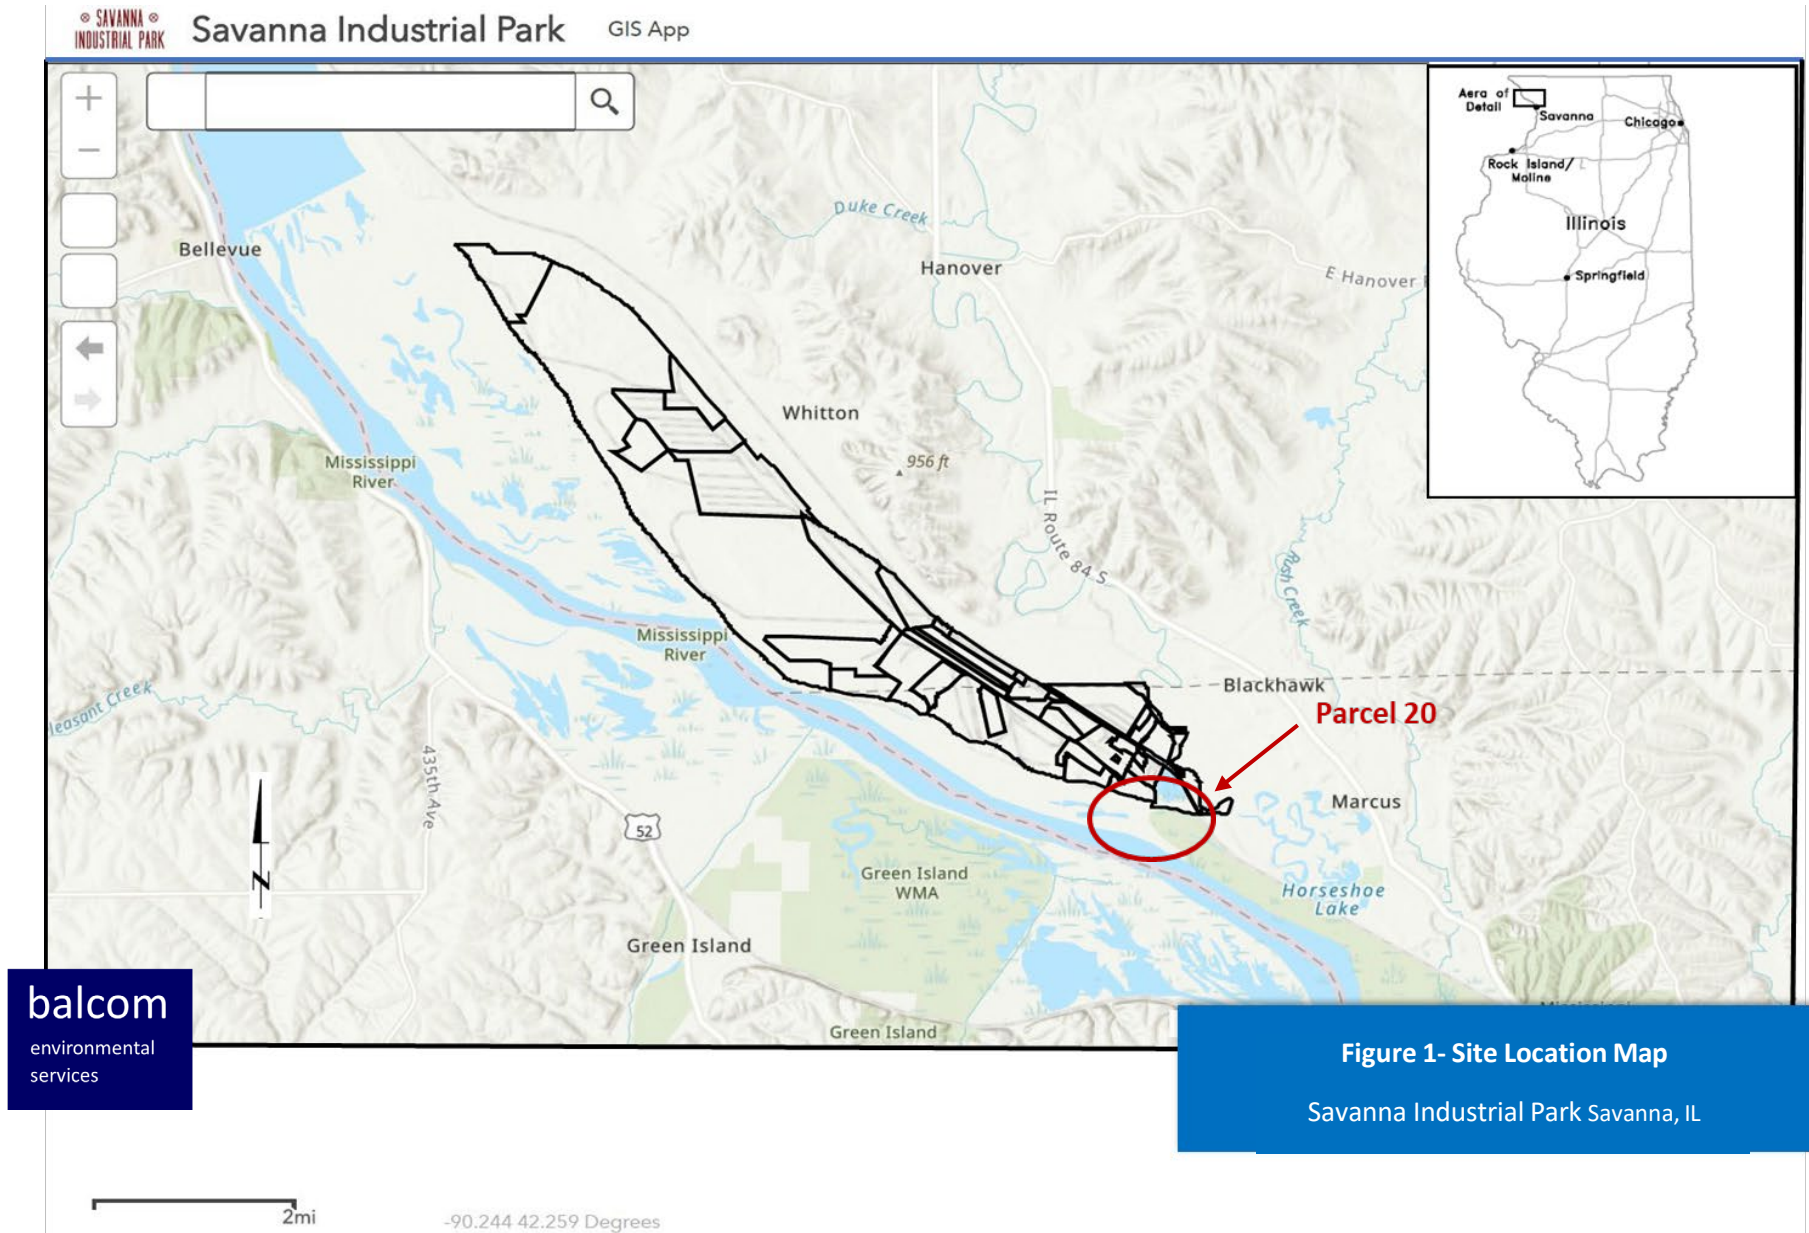 SAVANNA
INDUSTRIAL PARK
Savanna Industrial Park
GIS App
Aera of
Detail
Savanna
Chicago
Rock Island/
Moline
Illinois
Springfield
Duke Creek
Bellevue
Hanover
E Hanover
Whitton
956 ft
Mississippi
River
IL Route 84 S
Rush Creek
Mississippi
River
Blackhawk
Parcel 20
easant Creek
435th Ave
52
Marcus
Green Island
WMA
Horseshoe
Lake
Green Island
Green Island
N
balcom
environmental
services
Figure 1- Site Location Map
Savanna Industrial Park Savanna, IL
2mi
-90.244 42.259 Degrees